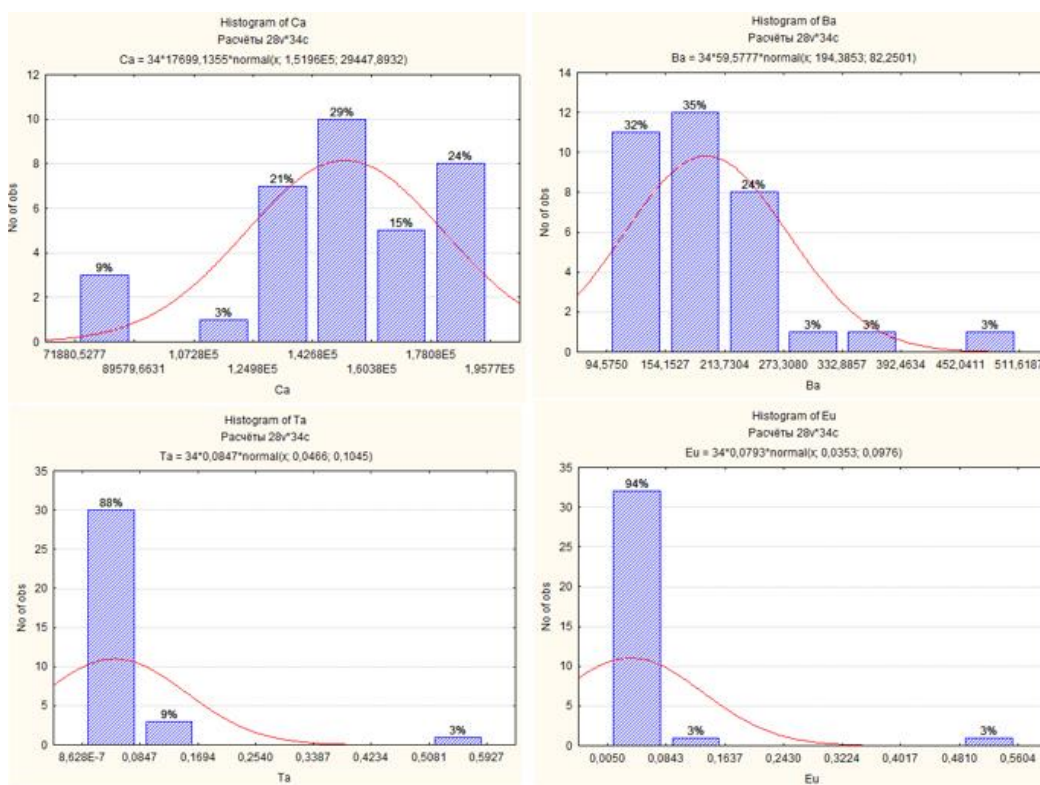 Histogram of Ca
Расчёты 28v*34c
Ca = 34*17699,1355*normal(x; 1,5196E5; 29447,8932)
12
10
8
6
4
2
0
No of obs
9%
3%
21%
29%
15%
24%
71880,5277 1,0728E5 1,4268E5 1,7808E5
89579,6631 1,2498E5 1,6038E5 1,9577E5
Ca
Histogram of Ba
Расчёты 28v*34c
Ba = 34*59,5777*normal(x; 194,3853; 82,2501)
14
12
10
8
6
4
2
0
No of obs
32%
35%
24%
3%
3%
3%
94,5750 213,7304 332,8857 452,0411
154,1527 273,3080 392,4634 511,6187
Ba
Histogram of Ta
Расчёты 28v*34c
Ta = 34*0,0847*normal(x; 0,0466; 0,1045)
35
30
25
20
15
10
5
0
No of obs
88%
9%
3%
8,628E-7 0,0847 0,1694 0,2540 0,3387 0,4234 0,5081 0,5927
Ta
Histogram of Eu
Расчёты 28v*34c
Eu = 34*0,0793*normal(x; 0,0353; 0,0976)
35
30
25
20
15
10
5
0
No of obs
94%
3%
3%
0,0050 0,0843 0,1637 0,2430 0,3224 0,4017 0,4810 0,5604
Eu